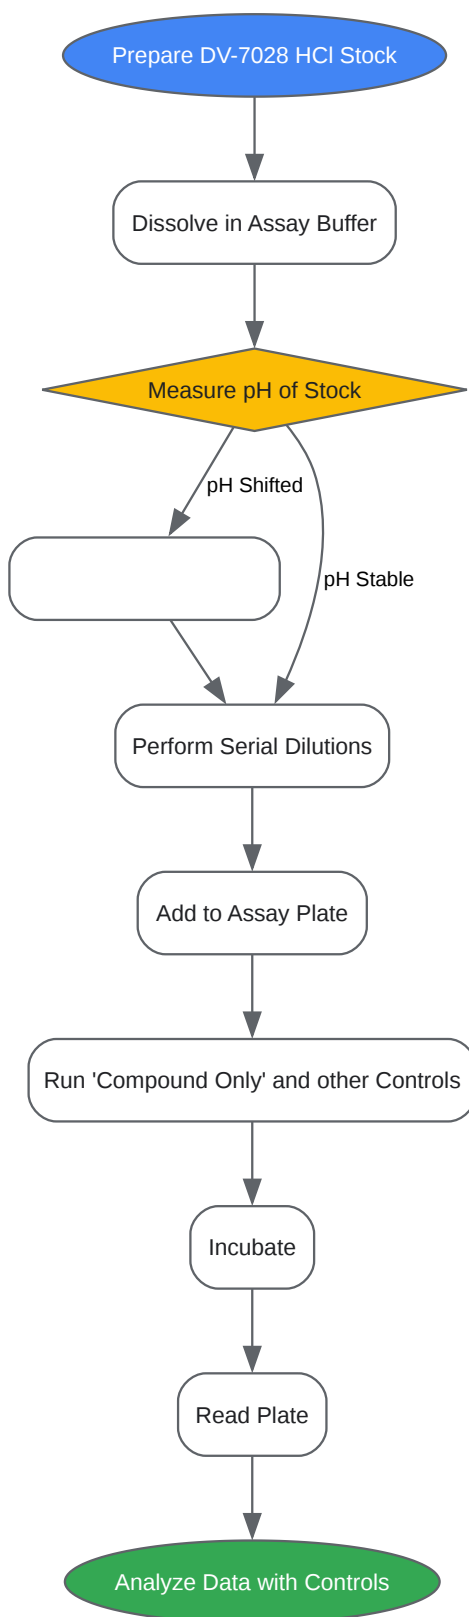 Prepare DV-7028 HCl Stock
Dissolve in Assay Buffer
Measure pH of Stock
pH Shifted
pH Stable
Perform Serial Dilutions
Add to Assay Plate
Run 'Compound Only' and other Controls
Incubate
Read Plate
Analyze Data with Controls